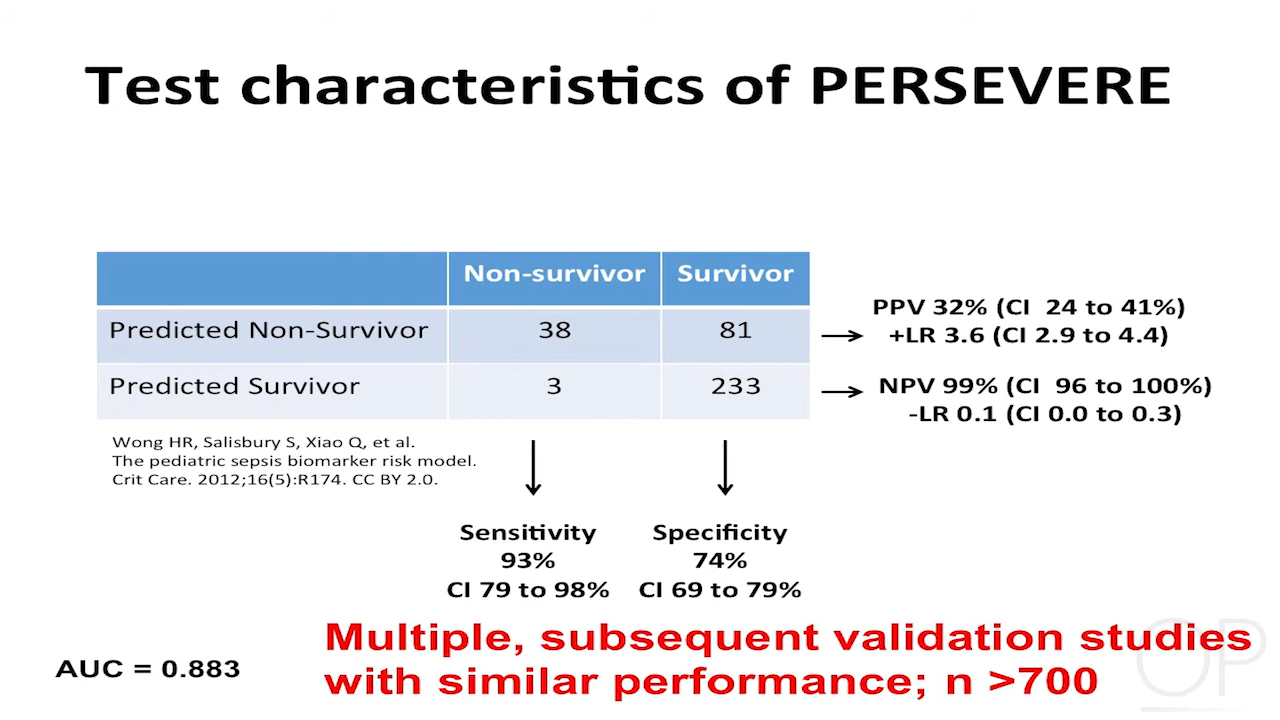 Test characteristics of PERSEVERE
Non-survivor Survivor
Predicted Non-Survivor 38 81
Predicted Survivor 3 233
PPV 32% (CI 24 to 41%)
+LR 3.6 (CI 2.9 to 4.4)
NPV 99% (CI 96 to 100%)
-LR 0.1 (CI 0.0 to 0.3)
Wong HR, Salisbury S, Xiao Q, et al.
The pediatric sepsis biomarker risk model.
Crit Care. 2012;16(5):R174. CC BY 2.0.
Sensitivity
93%
CI 79 to 98%
Specificity
74%
CI 69 to 79%
AUC = 0.883
Multiple, subsequent validation studies
with similar performance; n >700
OP